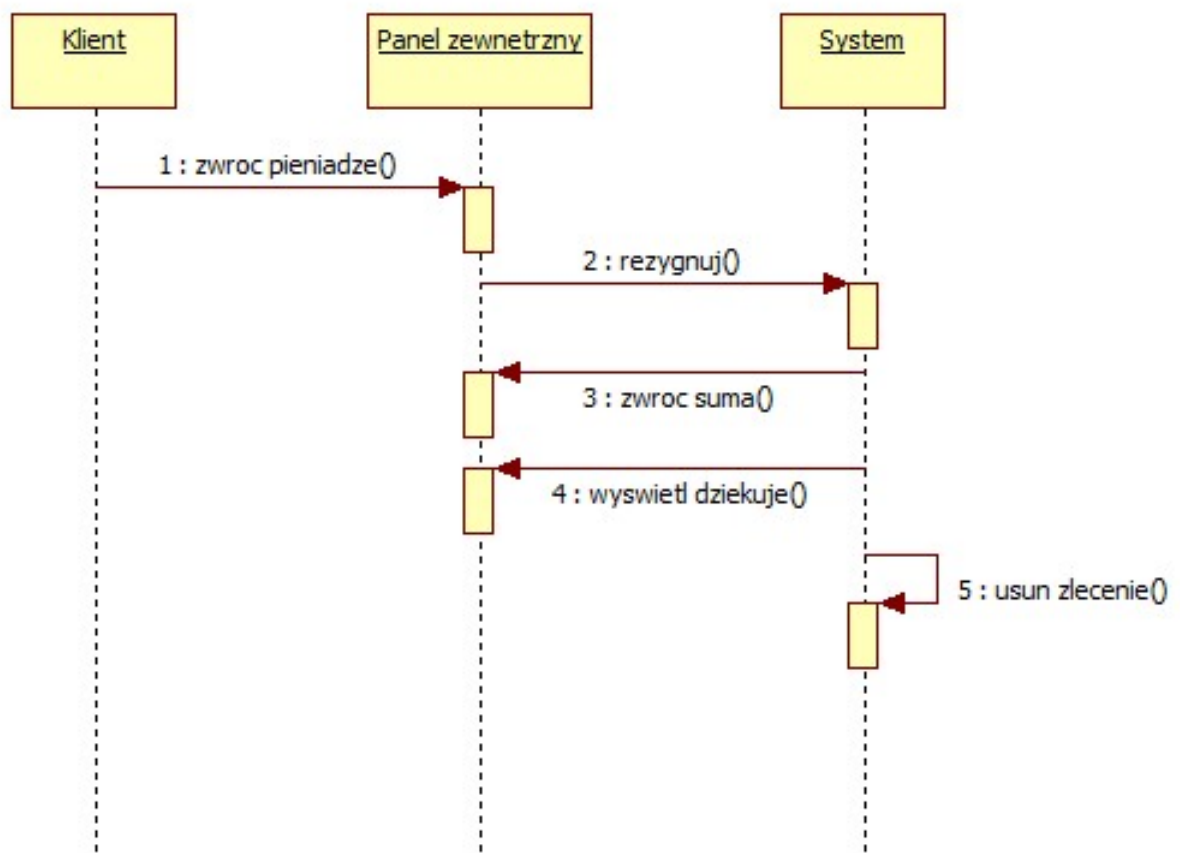 Klient
Panel zewnetrzny
System
1 : zwroc pieniadze()
2 : rezygnuj()
3 : zwroc suma()
4 : wyswietl dziekuje()
5 : usun zlecenie()